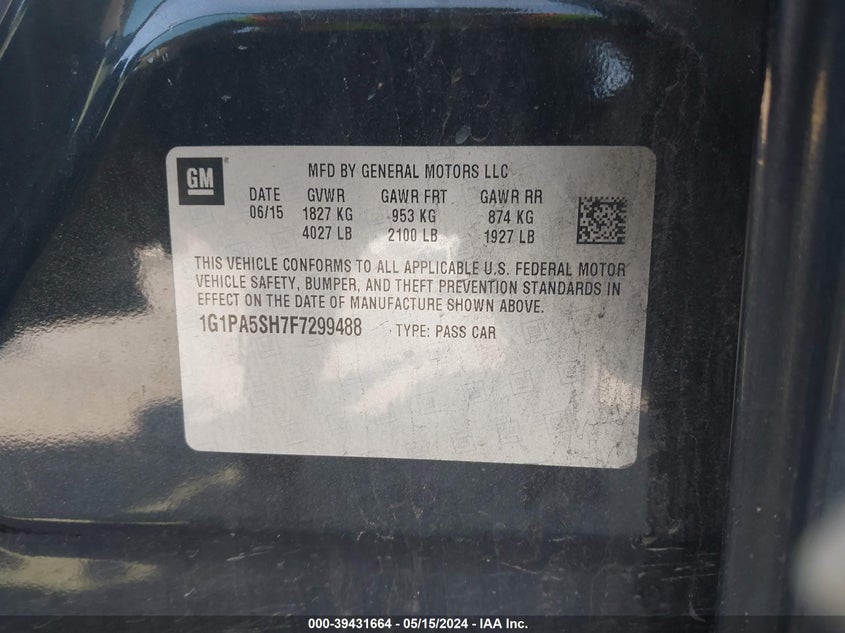 GM ®
MFD BY GENERAL MOTORS LLC
DATE GVWR GAWR FRT GAWR RR
06/15 1827 KG 953 KG 874 KG
4027 LB 2100 LB 1927 LB
THIS VEHICLE CONFORMS TO ALL APPLICABLE U.S. FEDERAL MOTOR
VEHICLE SAFETY, BUMPER, AND THEFT PREVENTION STANDARDS IN
EFFECT ON THE DATE OF MANUFACTURE SHOWN ABOVE.
1G1PA5SH7F7299488 TYPE: PASS CAR
000-39431664 - 05/15/2024 - IAA Inc.